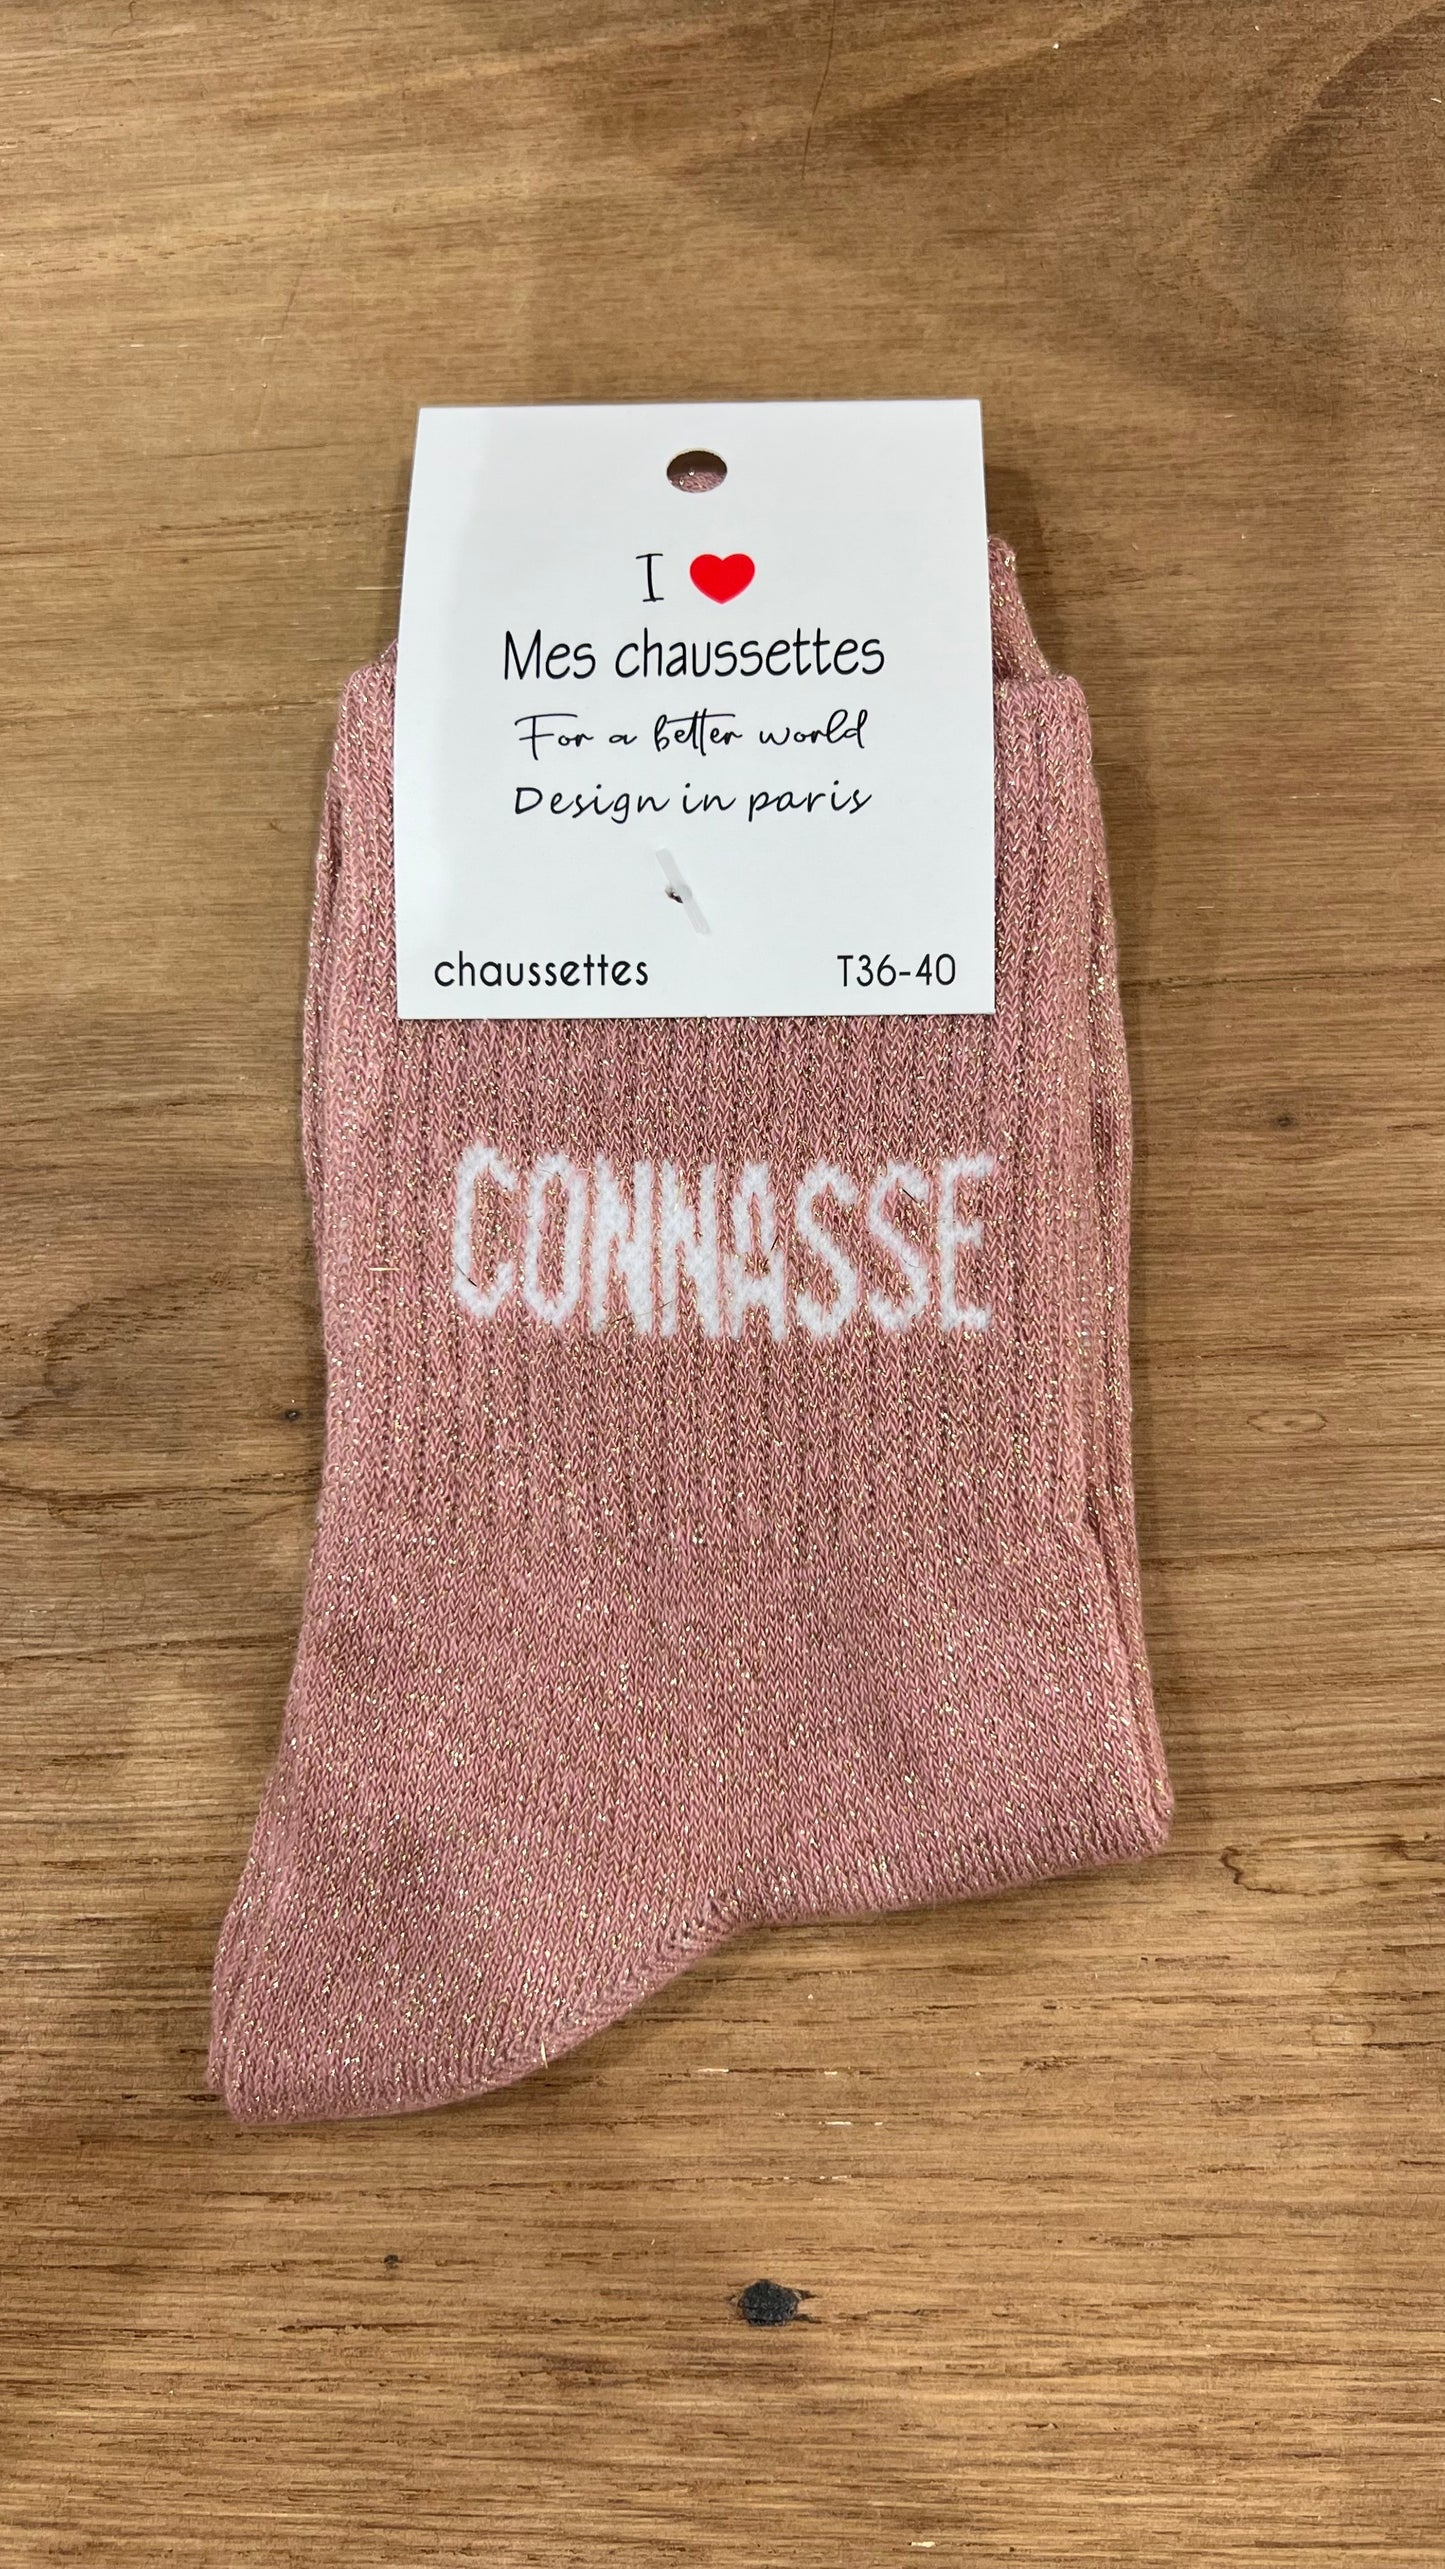 I ❤
Mes chaussettes
For a better world
Design in paris
chaussettes T36-40
CONNASSE